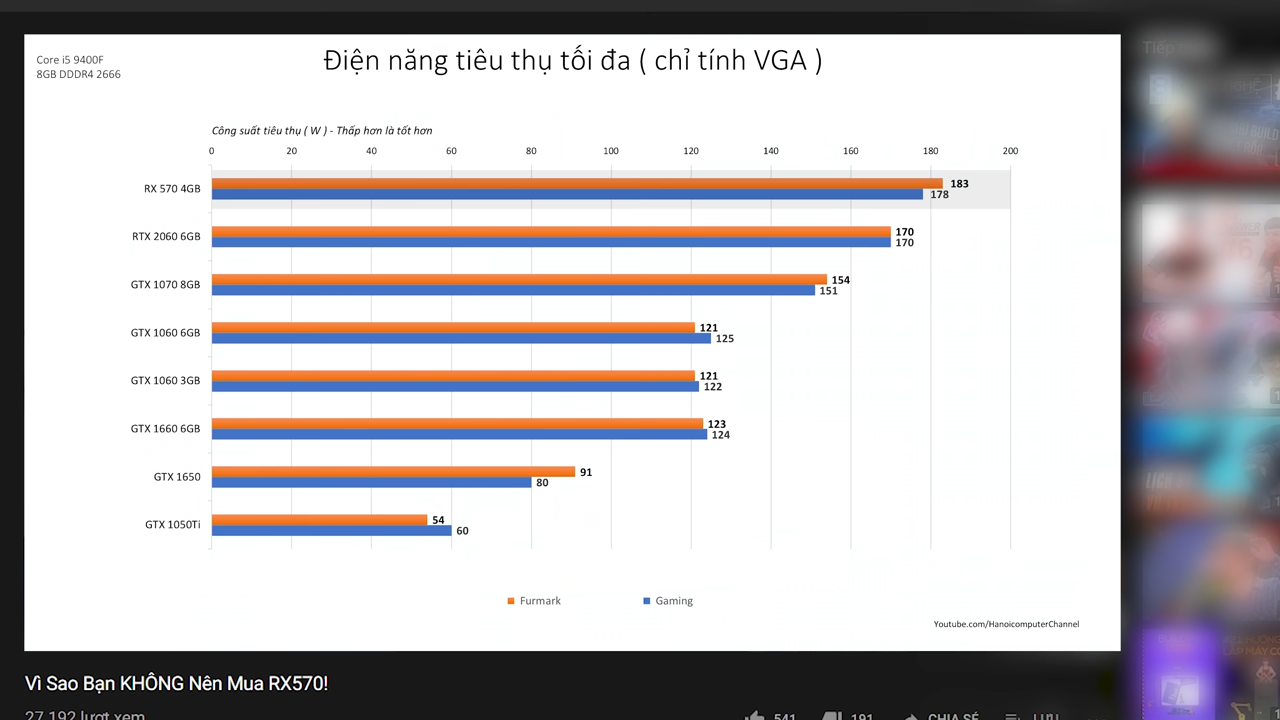 Core i5 9400F
8GB DDDR4 2666
Điện năng tiêu thụ tối đa ( chỉ tính VGA )
Công suất tiêu thụ ( W ) - Thấp hơn là tốt hơn
0 20 40 60 80 100 120 140 160 180 200
RX 570 4GB 183
178
RTX 2060 6GB 170
170
GTX 1070 8GB 154
151
GTX 1060 6GB 121
125
GTX 1060 3GB 121
122
GTX 1660 6GB 123
124
GTX 1650 91
80
GTX 1050Ti 54
60
Furmark Gaming
Youtube.com/HanoicomputerChannel
Vì Sao Bạn KHÔNG Nên Mua RX570!
27.192 lượt xem 541 191 CHIA SẺ LƯU